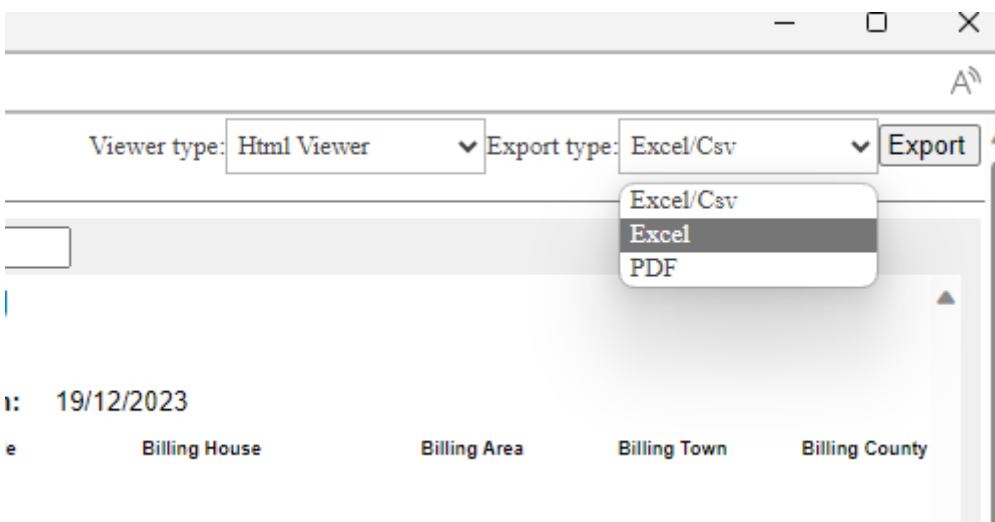 Viewer type: Html Viewer Export type: Excel/Csv Export
Excel/Csv
Excel
PDF
19/12/2023
Billing House Billing Area Billing Town Billing County